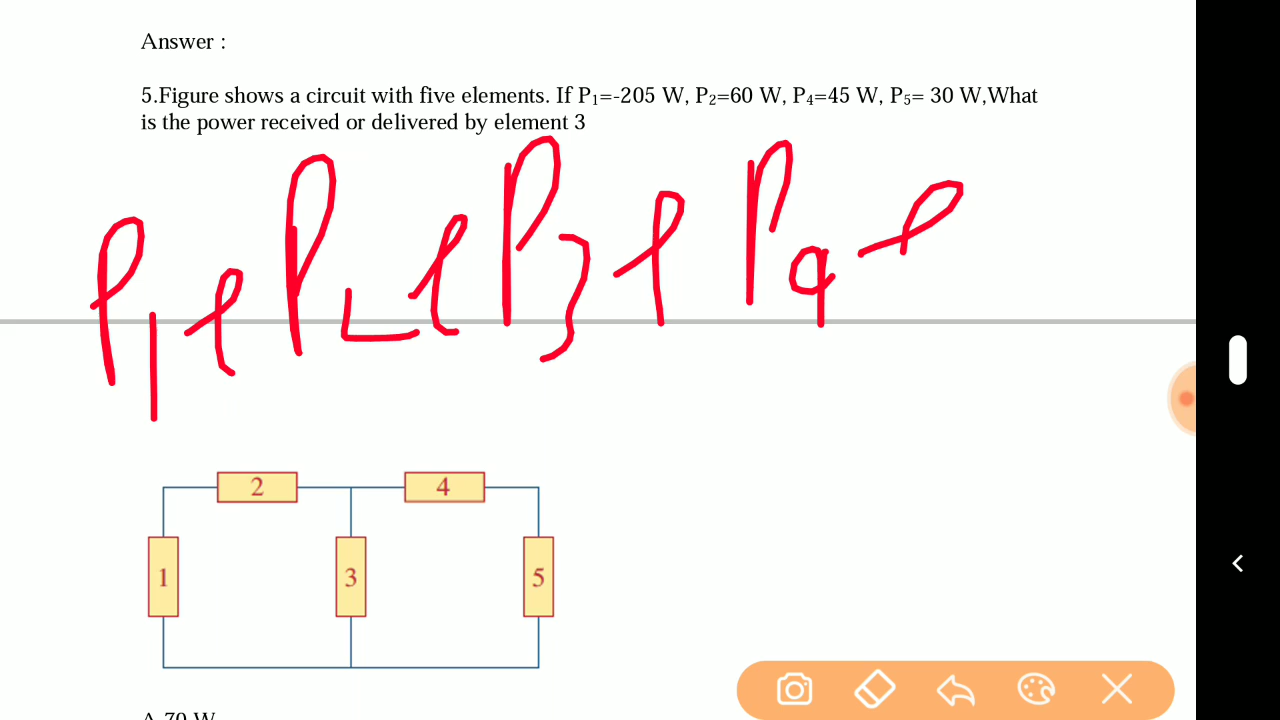 Answer :
5.Figure shows a circuit with five elements. If P₁=-205 W, P₂=60 W, P₄=45 W, P₅= 30 W,What
is the power received or delivered by element 3
P1+P2+P3+P4+
2 4
1 3 5
A.70 W